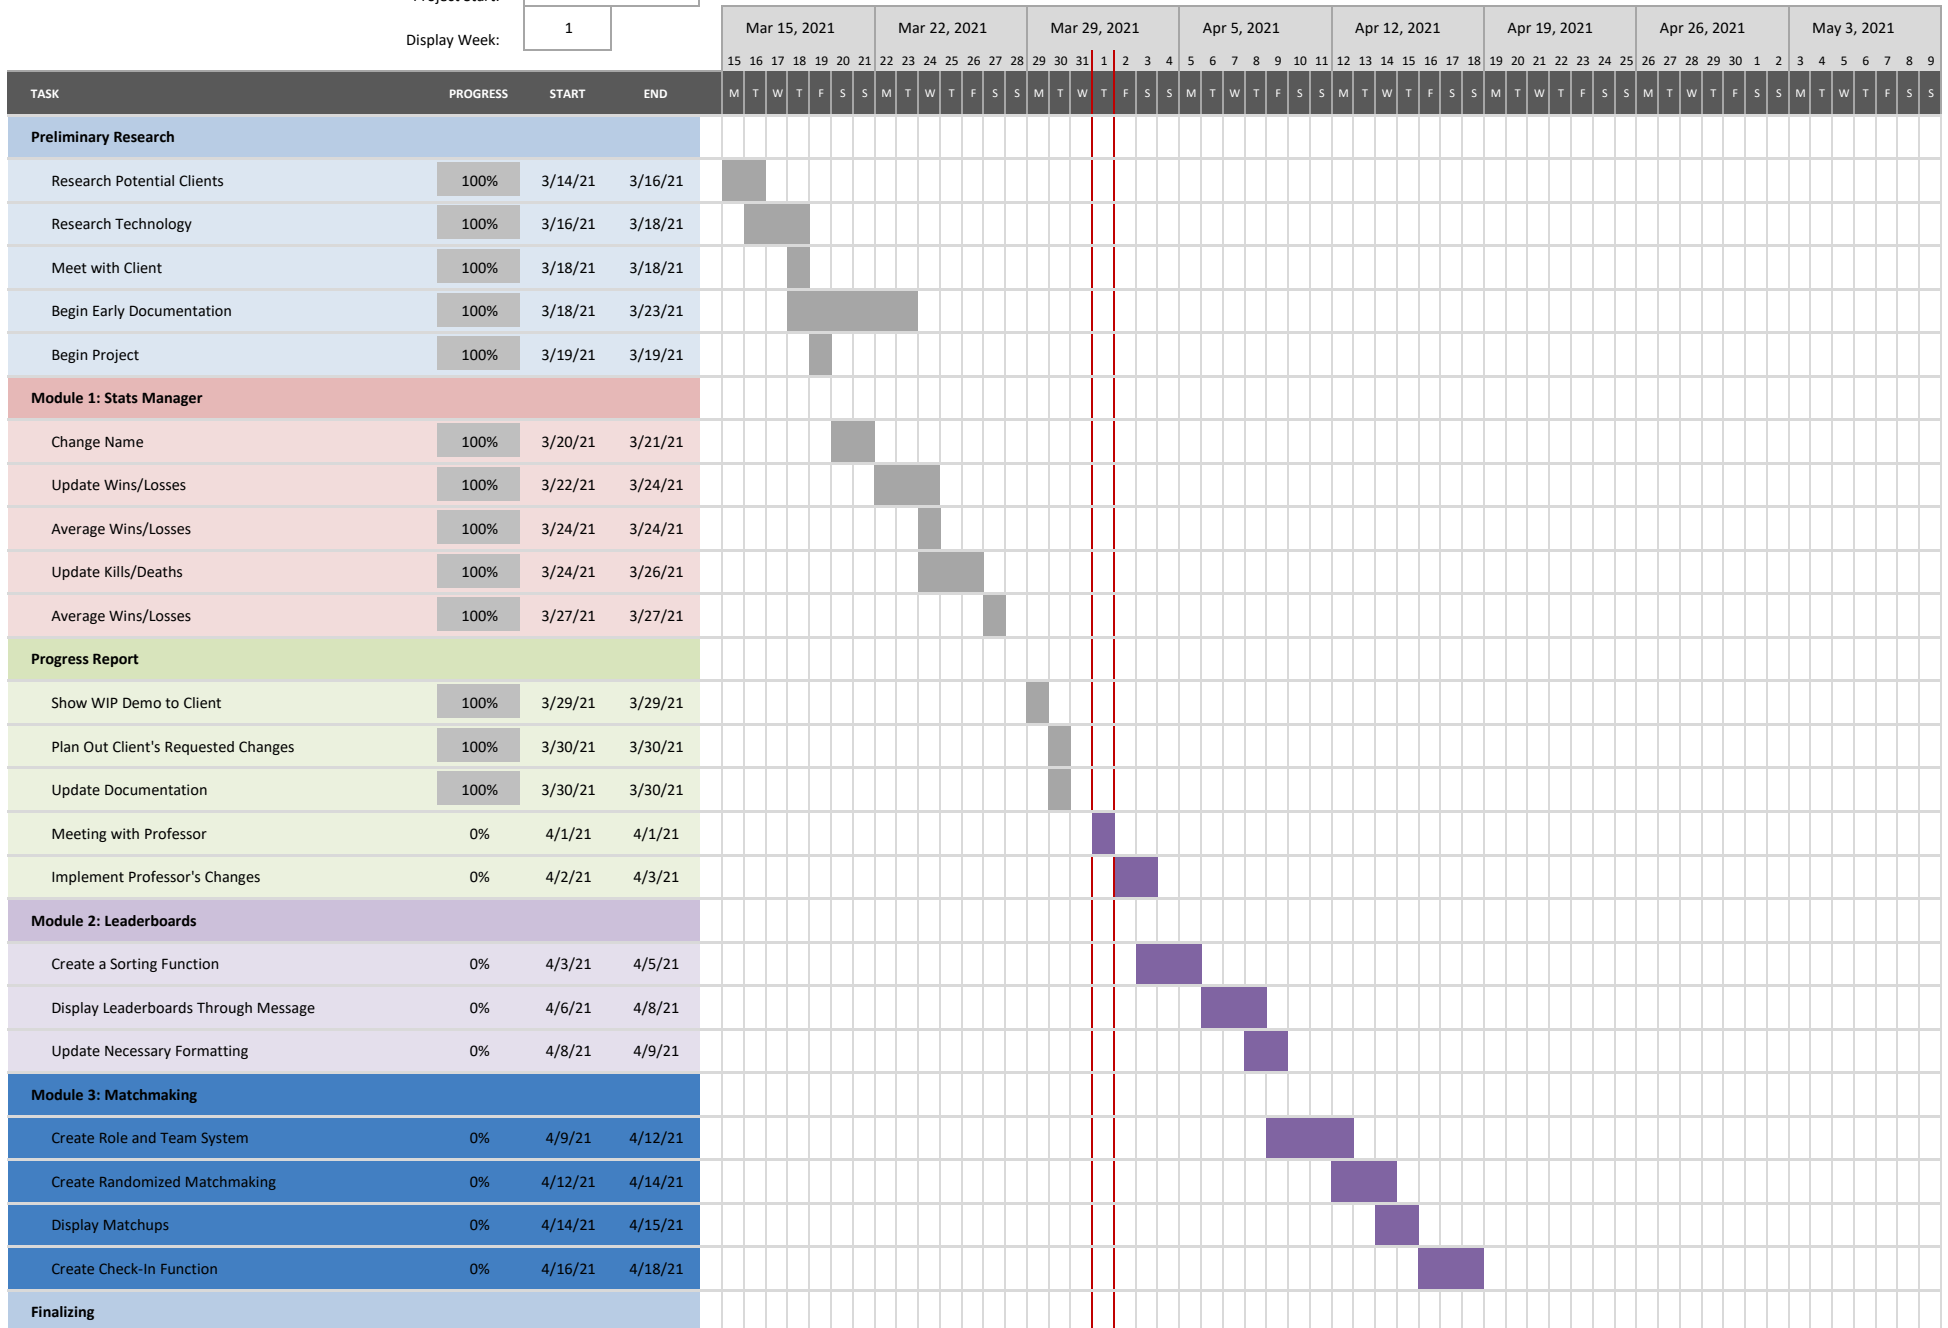 Project Start:
Display Week: 1
Mar 15, 2021 Mar 22, 2021 Mar 29, 2021 Apr 5, 2021 Apr 12, 2021 Apr 19, 2021 Apr 26, 2021 May 3, 2021
15 16 17 18 19 20 21 22 23 24 25 26 27 28 29 30 31 1 2 3 4 5 6 7 8 9 10 11 12 13 14 15 16 17 18 19 20 21 22 23 24 25 26 27 28 29 30 1 2 3 4 5 6 7 8 9
TASK PROGRESS START END M T W T F S S M T W T F S S M T W T F S S M T W T F S S M T W T F S S M T W T F S S M T W T F S S M T W T F S S
Preliminary Research
Research Potential Clients 100% 3/14/21 3/16/21
Research Technology 100% 3/16/21 3/18/21
Meet with Client 100% 3/18/21 3/18/21
Begin Early Documentation 100% 3/18/21 3/23/21
Begin Project 100% 3/19/21 3/19/21
Module 1: Stats Manager
Change Name 100% 3/20/21 3/21/21
Update Wins/Losses 100% 3/22/21 3/24/21
Average Wins/Losses 100% 3/24/21 3/24/21
Update Kills/Deaths 100% 3/24/21 3/26/21
Average Wins/Losses 100% 3/27/21 3/27/21
Progress Report
Show WIP Demo to Client 100% 3/29/21 3/29/21
Plan Out Client's Requested Changes 100% 3/30/21 3/30/21
Update Documentation 100% 3/30/21 3/30/21
Meeting with Professor 0% 4/1/21 4/1/21
Implement Professor's Changes 0% 4/2/21 4/3/21
Module 2: Leaderboards
Create a Sorting Function 0% 4/3/21 4/5/21
Display Leaderboards Through Message 0% 4/6/21 4/8/21
Update Necessary Formatting 0% 4/8/21 4/9/21
Module 3: Matchmaking
Create Role and Team System 0% 4/9/21 4/12/21
Create Randomized Matchmaking 0% 4/12/21 4/14/21
Display Matchups 0% 4/14/21 4/15/21
Create Check-In Function 0% 4/16/21 4/18/21
Finalizing